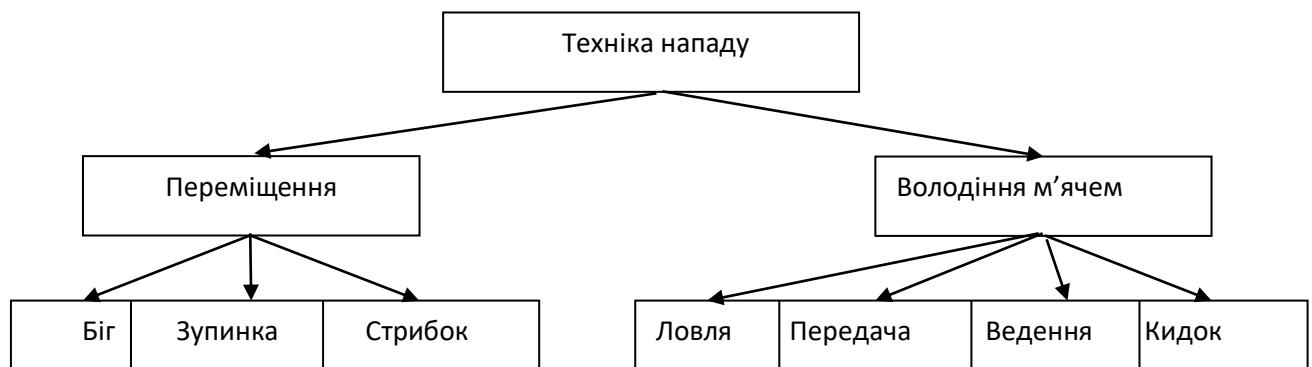 Техніка нападу
Переміщення
Володіння м’ячем
Біг
Зупинка
Стрибок
Ловля
Передача
Ведення
Кидок